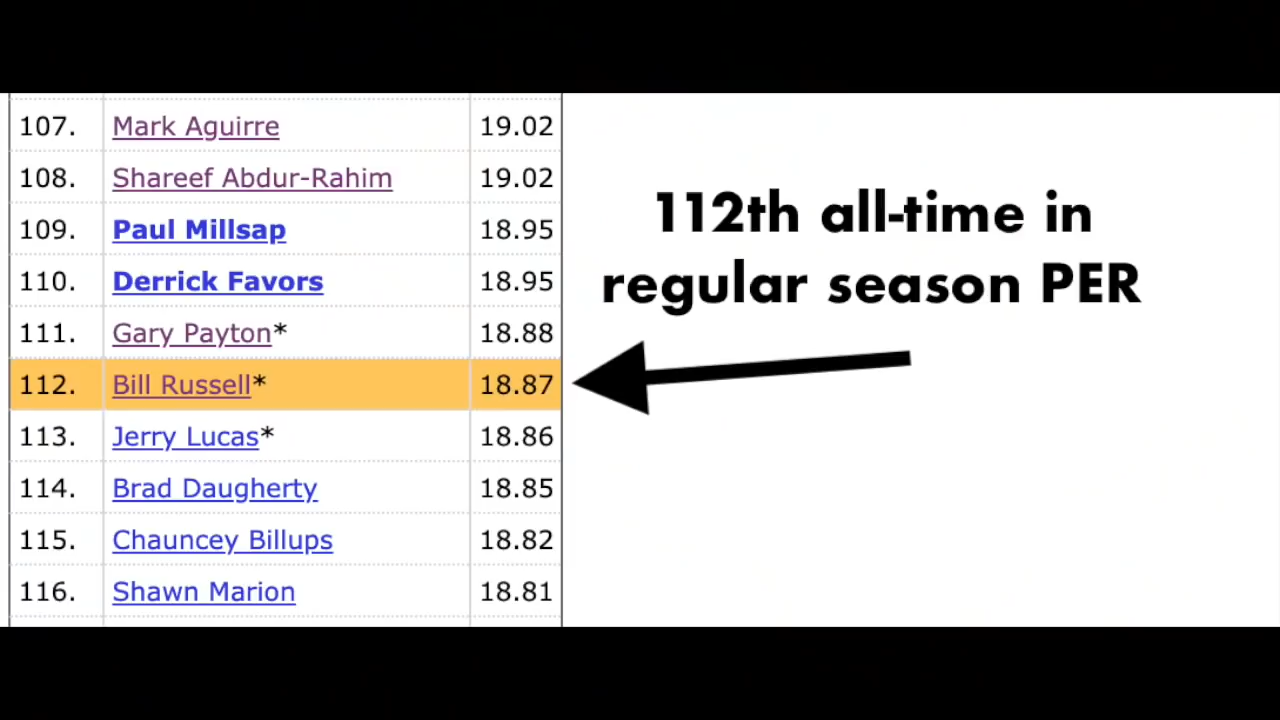 107. Mark Aguirre 19.02
108. Shareef Abdur-Rahim 19.02
109. Paul Millsap 18.95
110. Derrick Favors 18.95
111. Gary Payton* 18.88
112. Bill Russell* 18.87
113. Jerry Lucas* 18.86
114. Brad Daugherty 18.85
115. Chauncey Billups 18.82
116. Shawn Marion 18.81
112th all-time in
regular season PER